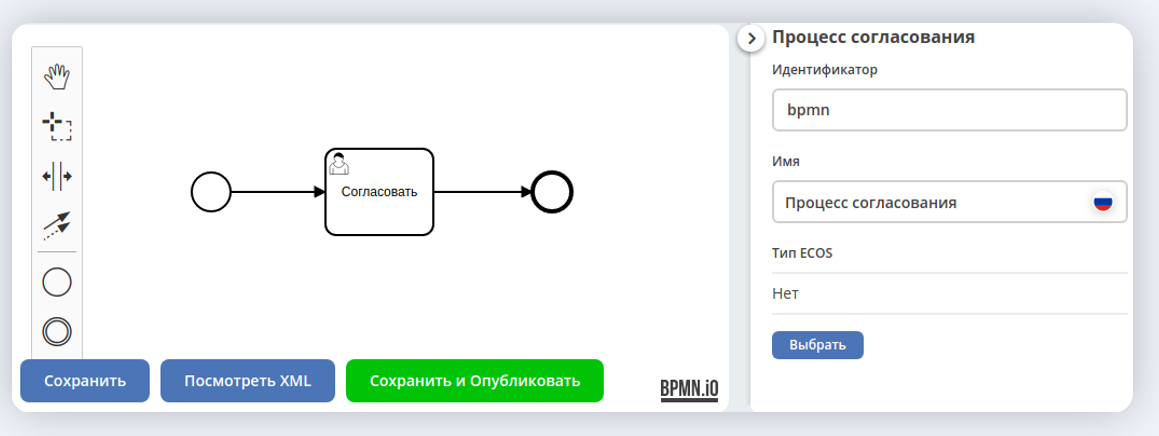 Согласовать
Сохранить
Посмотреть XML
Сохранить и Опубликовать
BPMN.iO
Процесс согласования
Идентификатор
bpmn
Имя
Процесс согласования
Тип ECOS
Нет
Выбрать